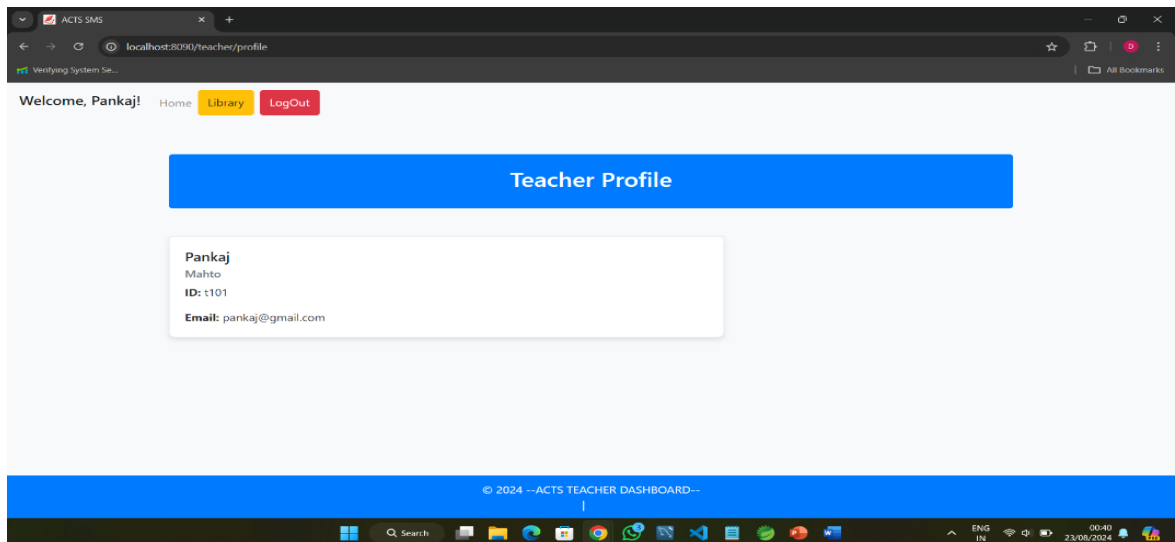 ACTS SMS
localhost:8090/teacher/profile
Verifying System Se...
All Bookmarks
Welcome, Pankaj! Home Library LogOut
Teacher Profile
Pankaj
Mahto
ID: t101
Email: pankaj@gmail.com
© 2024 --ACTS TEACHER DASHBOARD--
|
Search
ENG
IN
00:40
23/08/2024